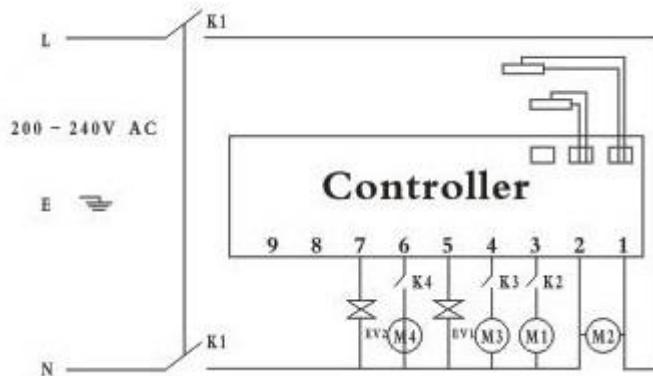 L K1
200 - 240V AC
E
Controller
9 8 7 6 5 4 3 2 1
K4 K3 K2
EV2 M4 EV1 M3 M1 M2
N K1